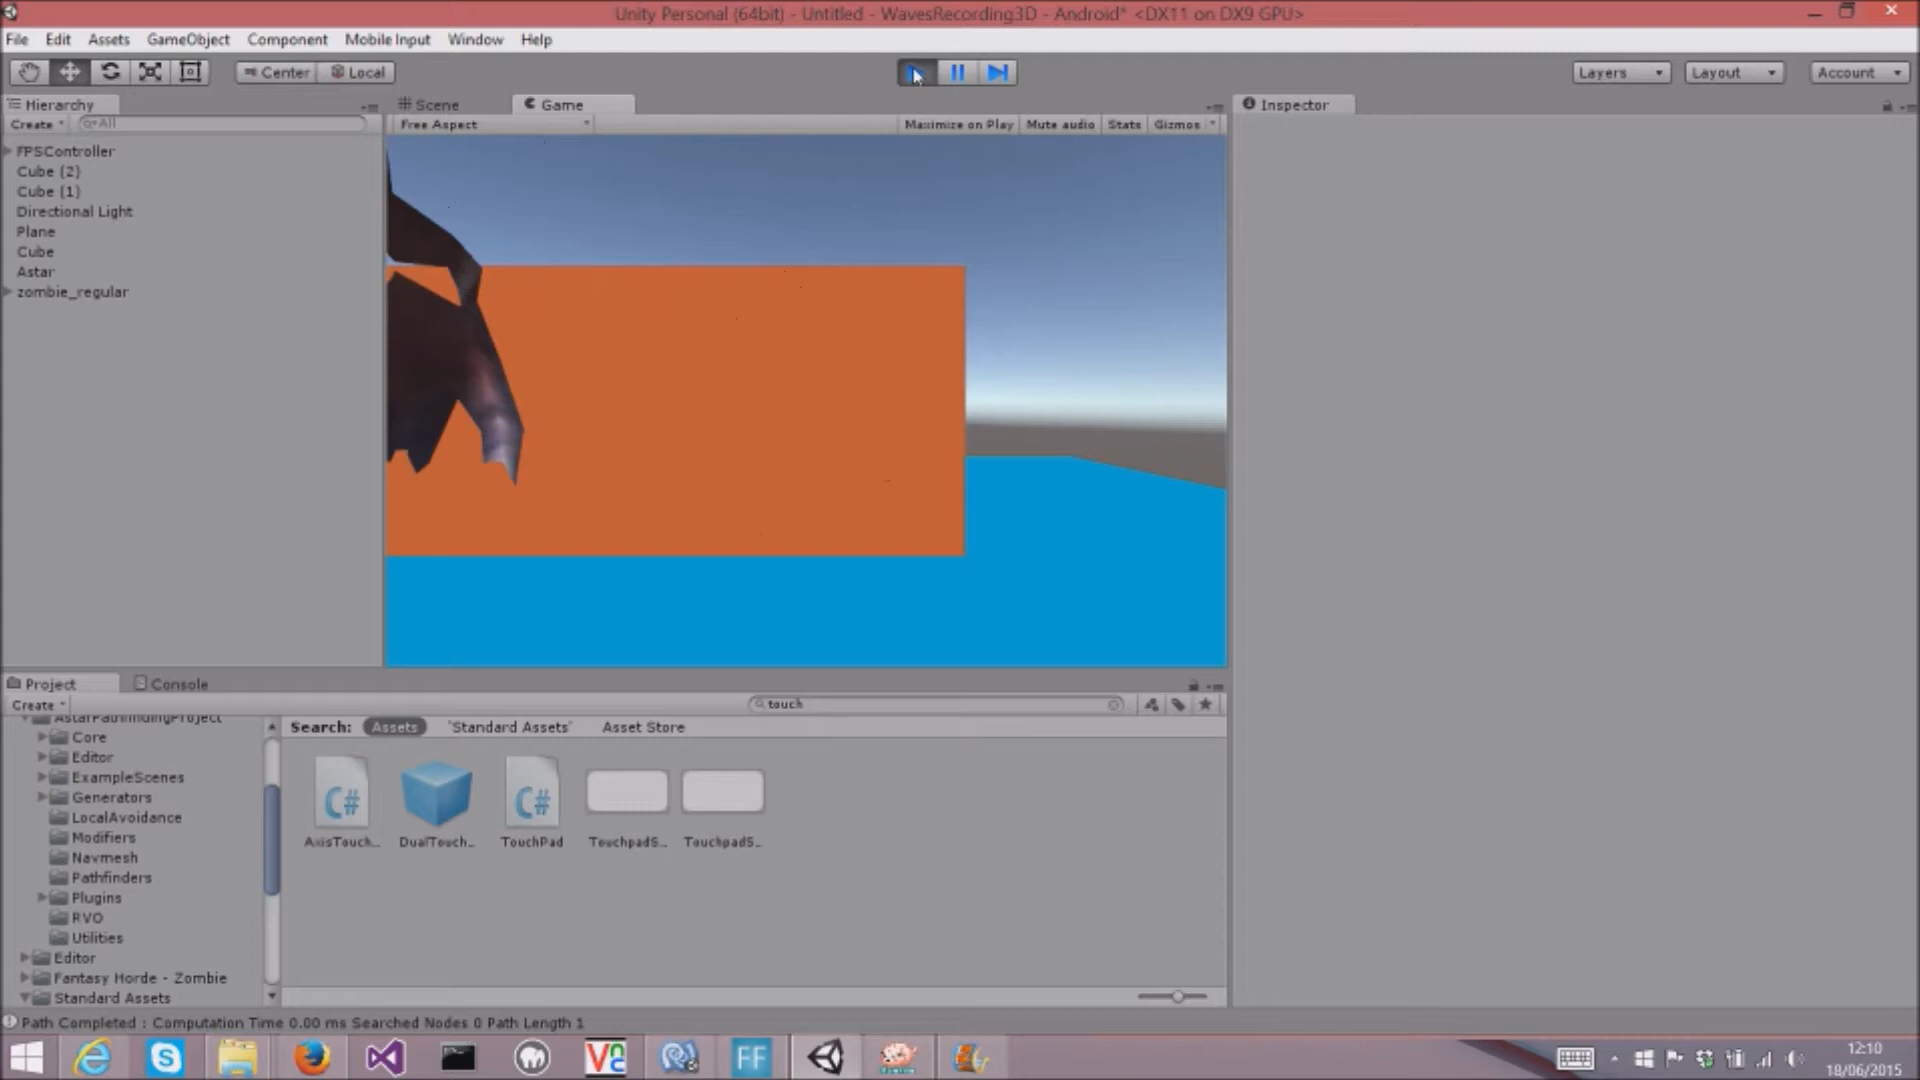 Unity Personal (64bit) - Untitled - WavesRecording3D - Android* <DX11 on DX9 GPU>
File Edit Assets GameObject Component Mobile Input Window Help
Center Local Layers Layout Account
Hierarchy Scene Game Inspector
Create All Free Aspect Maximize on Play Mute audio Stats Gizmos
FPSController
Cube (2)
Cube (1)
Directional Light
Plane
Cube
Astar
zombie_regular
Project Console
Create touch
AstarPathfindingProject
Search: Assets 'Standard Assets' Asset Store
Core
Editor
ExampleScenes
Generators
LocalAvoidance
Modifiers
Navmesh
Pathfinders
Plugins
RVO
Utilities
Editor
Fantasy Horde - Zombie
Standard Assets
C# C#
AxisTouch... DualTouch... TouchPad TouchpadS... TouchpadS...
Path Completed : Computation Time 0.00 ms Searched Nodes 0 Path Length 1
FF
12:10
18/06/2015